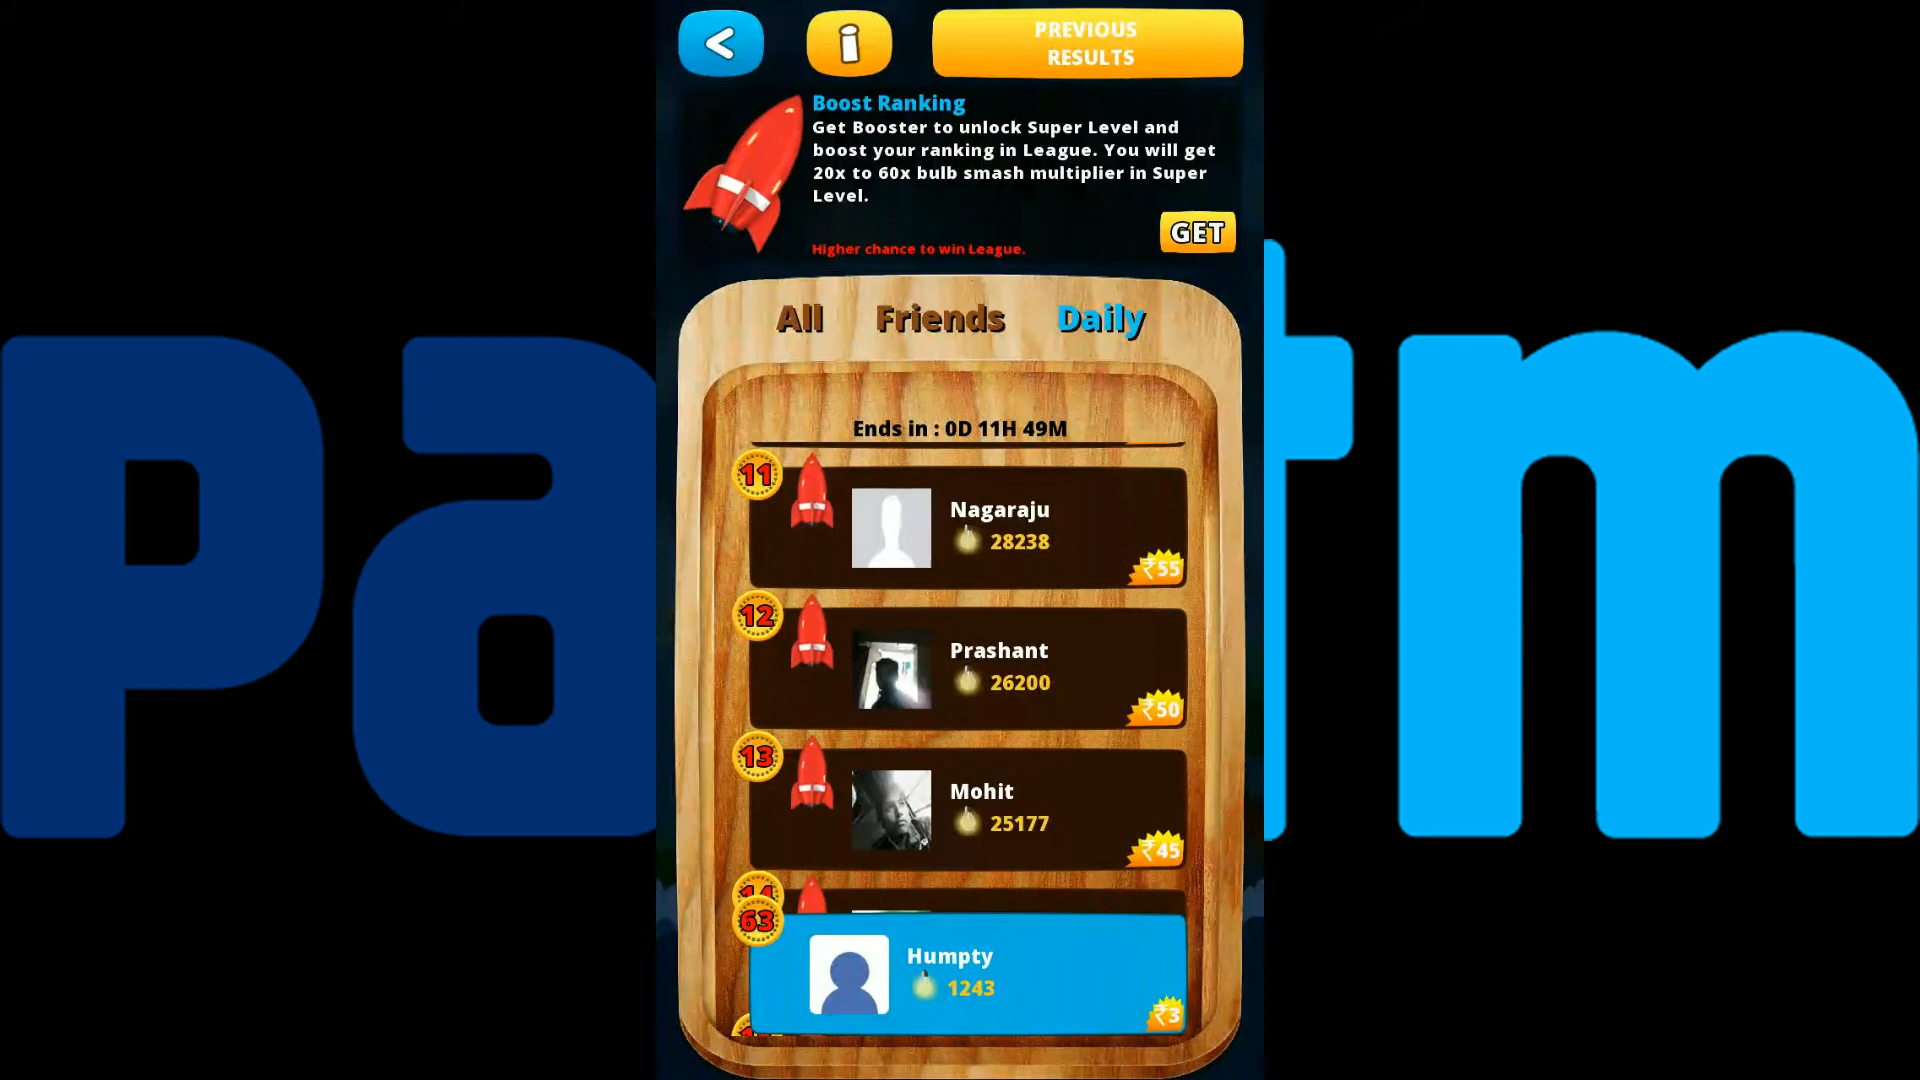 PREVIOUS
RESULTS
Boost Ranking
Get Booster to unlock Super Level and
boost your ranking in League. You will get
20x to 60x bulb smash multiplier in Super
Level.
GET
Higher chance to win League.
All Friends Daily
Ends in : 0D 11H 49M
11
Nagaraju
28238
₹55
12
Prashant
26200
₹50
13
Mohit
25177
₹45
14
63
Humpty
1243
₹3
Pa
tm